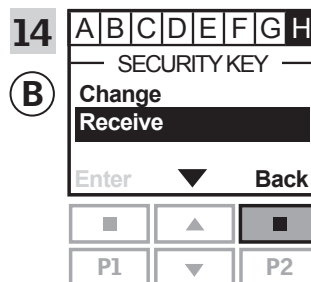 14
A B C D E F G H
SECURITY KEY
B
Change
Receive
Enter Back
P1 P2